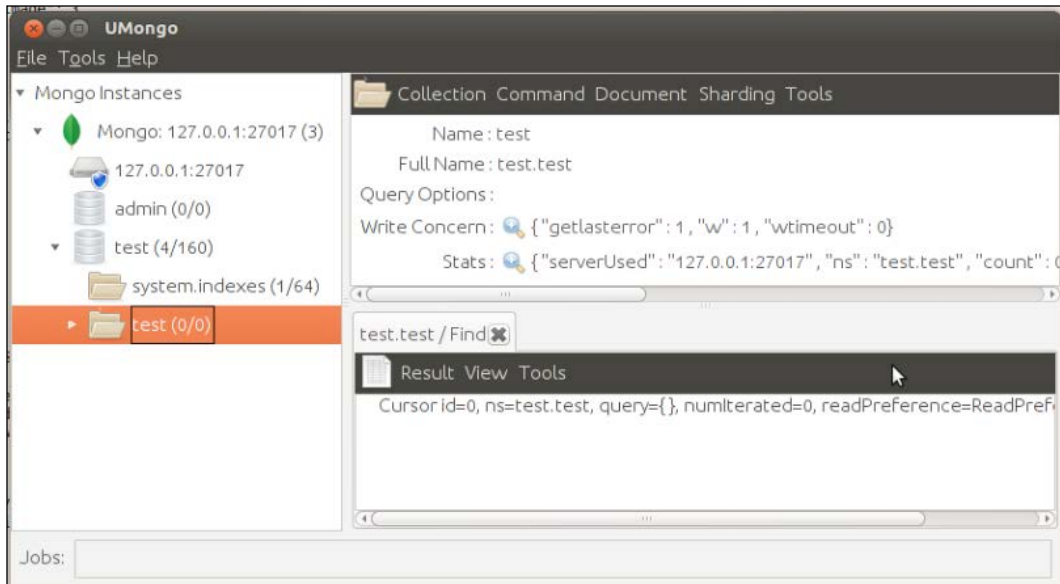 UMongo
File Tools Help
Mongo Instances
Mongo: 127.0.0.1:27017 (3)
127.0.0.1:27017
admin (0/0)
test (4/160)
system.indexes (1/64)
test (0/0)
Collection Command Document Sharding Tools
Name: test
Full Name: test.test
Query Options:
Write Concern: {"getlasterror": 1, "w": 1, "wtimeout": 0}
Stats: {"serverUsed": "127.0.0.1:27017", "ns": "test.test", "count": 0
test.test / Find
Result View Tools
Cursor id=0, ns=test.test, query={}, numIterated=0, readPreference=ReadPref
Jobs: